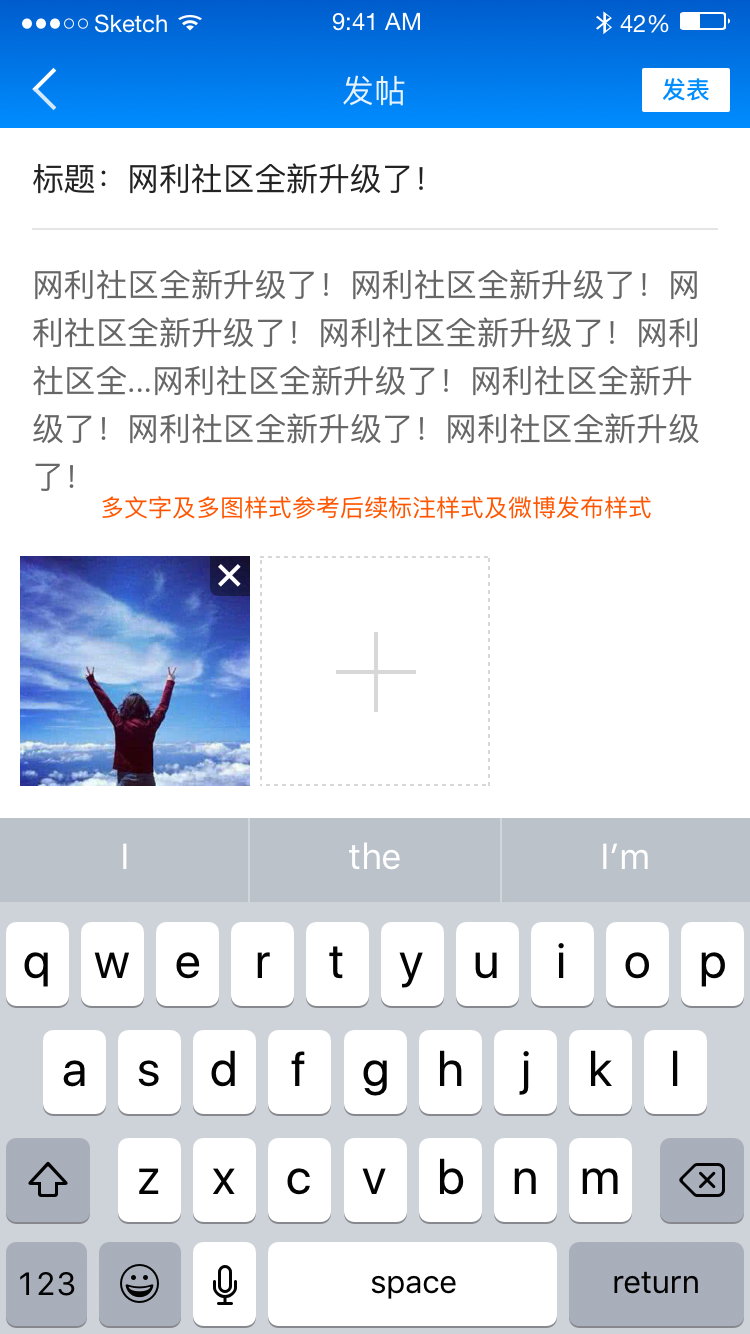 Sketch 9:41 AM 42%
发帖 发表
标题：网利社区全新升级了！
网利社区全新升级了！网利社区全新升级了！网
利社区全新升级了！网利社区全新升级了！网利
社区全...网利社区全新升级了！网利社区全新升
级了！网利社区全新升级了！网利社区全新升级
了！
多文字及多图样式参考后续标注样式及微博发布样式
I the I’m
q w e r t y u i o p
a s d f g h j k l
z x c v b n m
123 space return